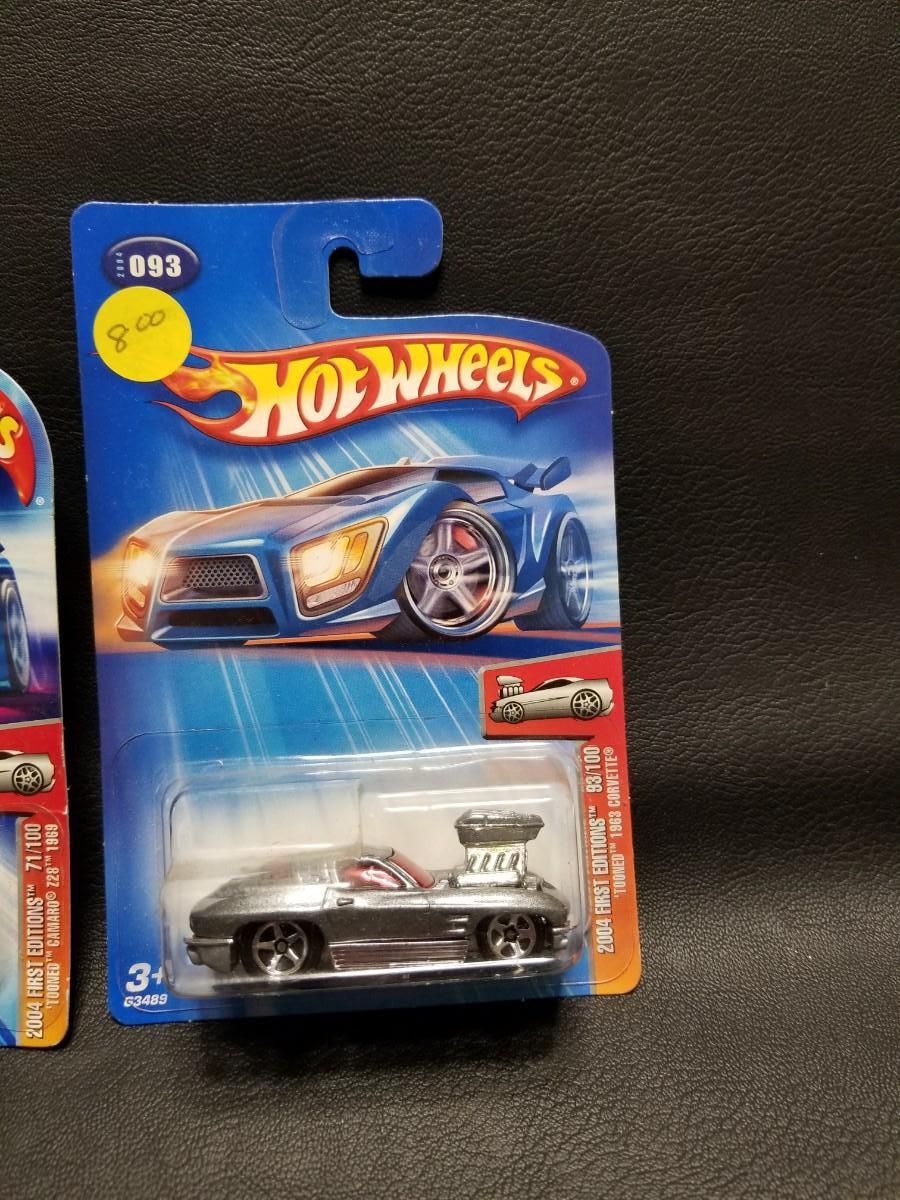 2004
093
8.00
HOT WHEELS®
2004 FIRST EDITIONS™ 93/100
'TOONED™ 1963 CORVETTE®
3+
G3489
S®
2004 FIRST EDITIONS™ 71/100
'TOONED™ CAMARO® Z28™ 1969